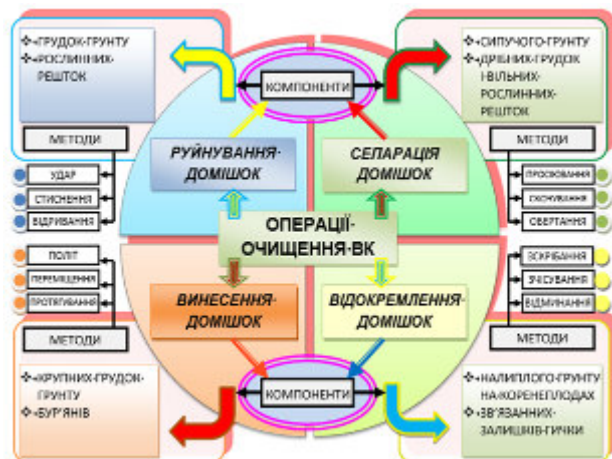 ГРУДОК·ГРУНТУ
РОСЛИННИХ·
РЕШТОК
КОМПОНЕНТИ
СИПУЧОГО·ГРУНТУ
ДРІБНИХ·ГРУДОК
І·ВІЛЬНИХ·
РОСЛИННИХ·
РЕШТОК
МЕТОДИ
МЕТОДИ
РУЙНУВАННЯ·
ДОМІШОК
СЕПАРАЦІЯ
ДОМІШОК
УДАР
СТИСНЕННЯ
ВІДРИВАННЯ
ПРОСІЮВАННЯ
ОБЕРТАННЯ
ОПЕРАЦІЇ·
ОЧИЩЕННЯ·ВК
ПОЛІТ
ПЕРЕМІЩЕННЯ
ПРОТЯГУВАННЯ
ЗСКРІБАННЯ
ЗЧІСУВАННЯ
ВІДМИНАННЯ
ВИНЕСЕННЯ·
ДОМІШОК
ВІДОКРЕМЛЕННЯ·
ДОМІШОК
МЕТОДИ
МЕТОДИ
КРУПНИХ·ГРУДОК·
ГРУНТУ
БУР'ЯНІВ
КОМПОНЕНТИ
НАЛИПЛОГО·ГРУНТУ
НА·КОРЕНЕПЛОДАХ
ЗВ'ЯЗАННИХ·
ЗАЛИШКІВ·ГИЧКИ